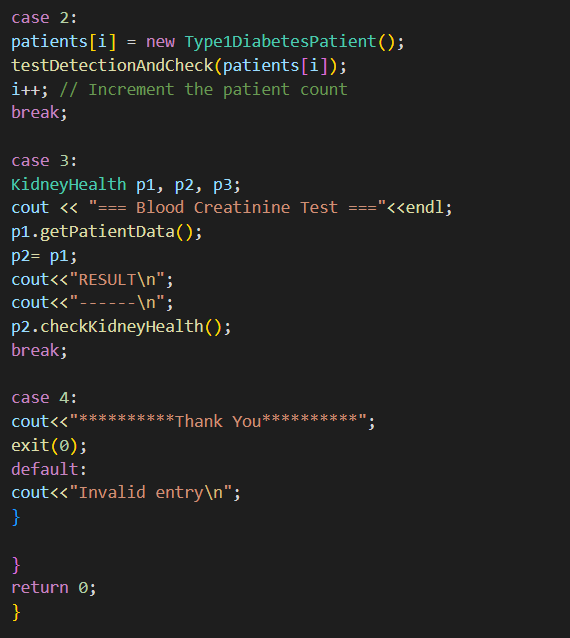 case 2:
patients[i] = new Type1DiabetesPatient();
testDetectionAndCheck(patients[i]);
i++; // Increment the patient count
break;
case 3:
KidneyHealth p1, p2, p3;
cout << "=== Blood Creatinine Test ==="<<endl;
p1.getPatientData();
p2= p1;
cout<<"RESULT\n";
cout<<"------\n";
p2.checkKidneyHealth();
break;
case 4:
cout<<"**********Thank You**********";
exit(0);
default:
cout<<"Invalid entry\n";
}
}
return 0;
}